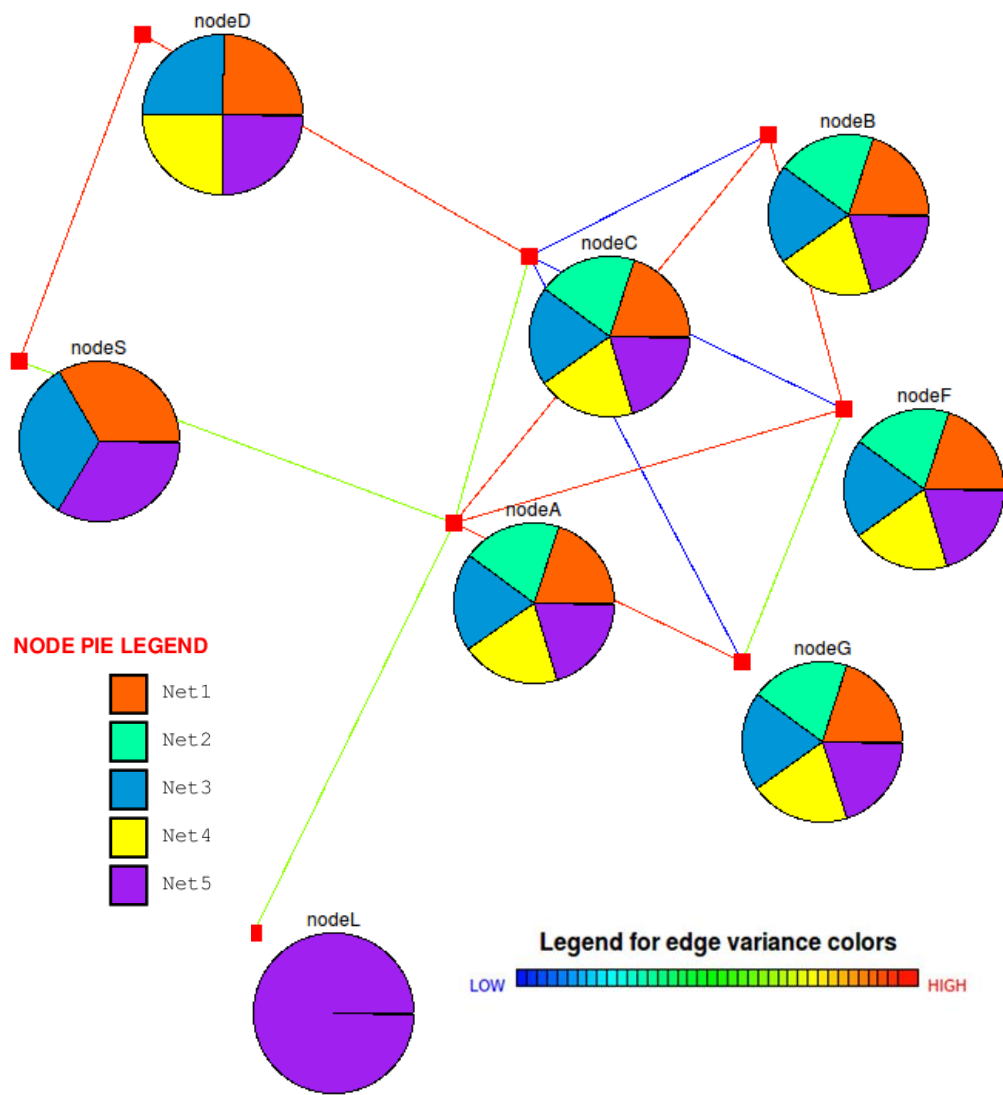 nodeD
nodeB
nodeC
nodeS
nodeF
nodeA
NODE PIE LEGEND
nodeG
Net1
Net2
Net3
Net4
Net5
nodeL
Legend for edge variance colors
LOW HIGH